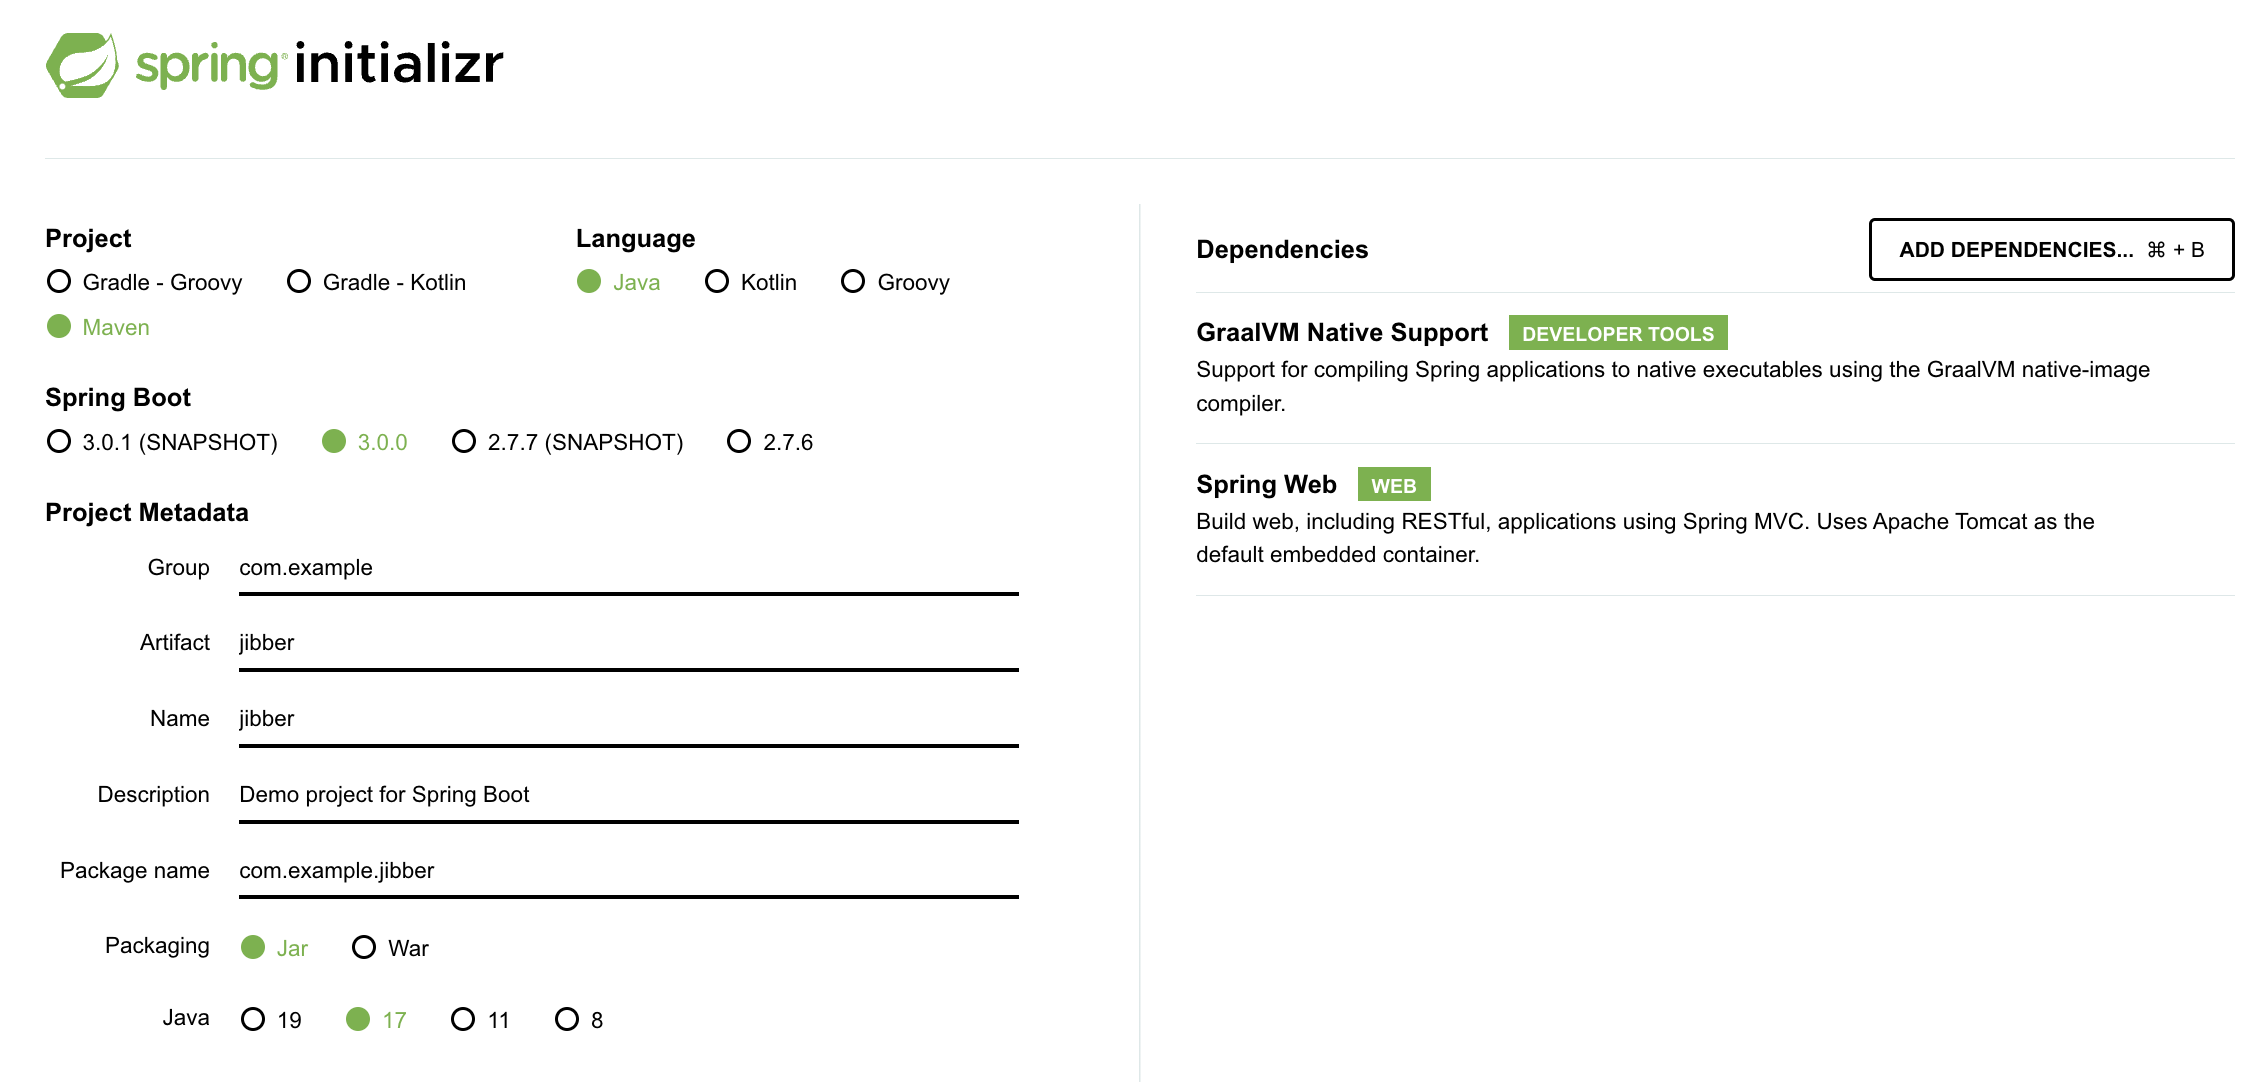 spring initializr
Project
Gradle - Groovy Gradle - Kotlin
Maven
Language
Java Kotlin Groovy
Spring Boot
3.0.1 (SNAPSHOT) 3.0.0 2.7.7 (SNAPSHOT) 2.7.6
Project Metadata
Group com.example
Artifact jibber
Name jibber
Description Demo project for Spring Boot
Package name com.example.jibber
Packaging Jar War
Java 19 17 11 8
Dependencies ADD DEPENDENCIES... ⌘ + B
GraalVM Native Support DEVELOPER TOOLS
Support for compiling Spring applications to native executables using the GraalVM native-image
compiler.
Spring Web WEB
Build web, including RESTful, applications using Spring MVC. Uses Apache Tomcat as the
default embedded container.